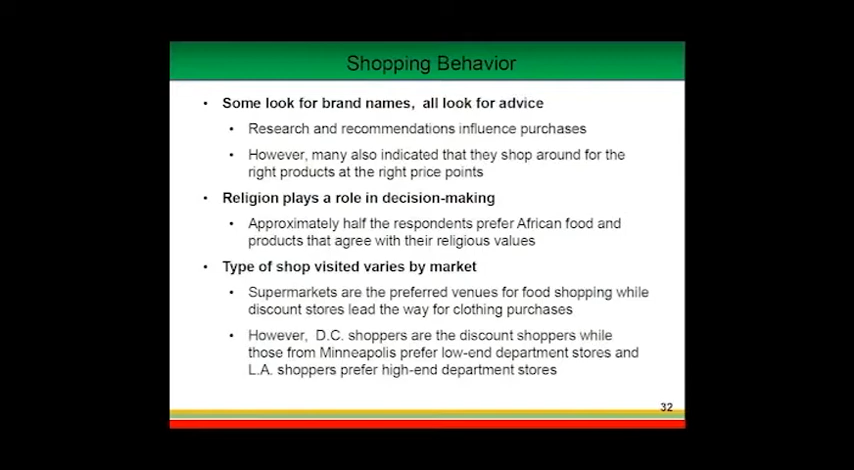 Shopping Behavior
• Some look for brand names, all look for advice
• Research and recommendations influence purchases
• However, many also indicated that they shop around for the
right products at the right price points
• Religion plays a role in decision-making
• Approximately half the respondents prefer African food and
products that agree with their religious values
• Type of shop visited varies by market
• Supermarkets are the preferred venues for food shopping while
discount stores lead the way for clothing purchases
• However, D.C. shoppers are the discount shoppers while
those from Minneapolis prefer low-end department stores and
L.A. shoppers prefer high-end department stores
32